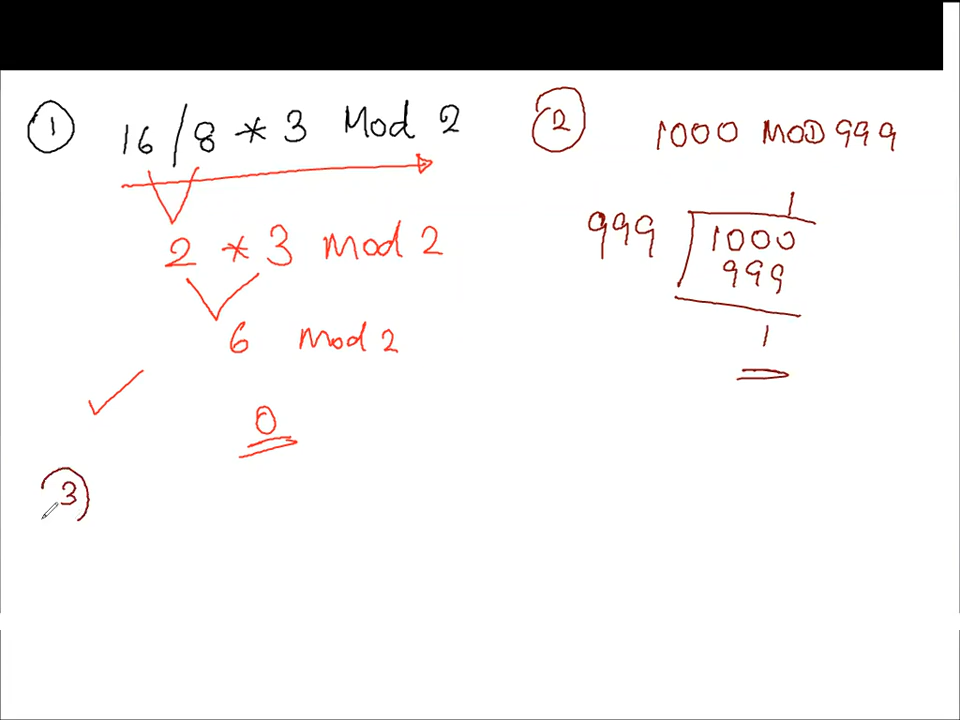 ① 16 / 8 * 3 Mod 2
2 * 3 Mod 2
6 Mod 2
0
② 1000 MOD 999
1
999 1000
999
1
3